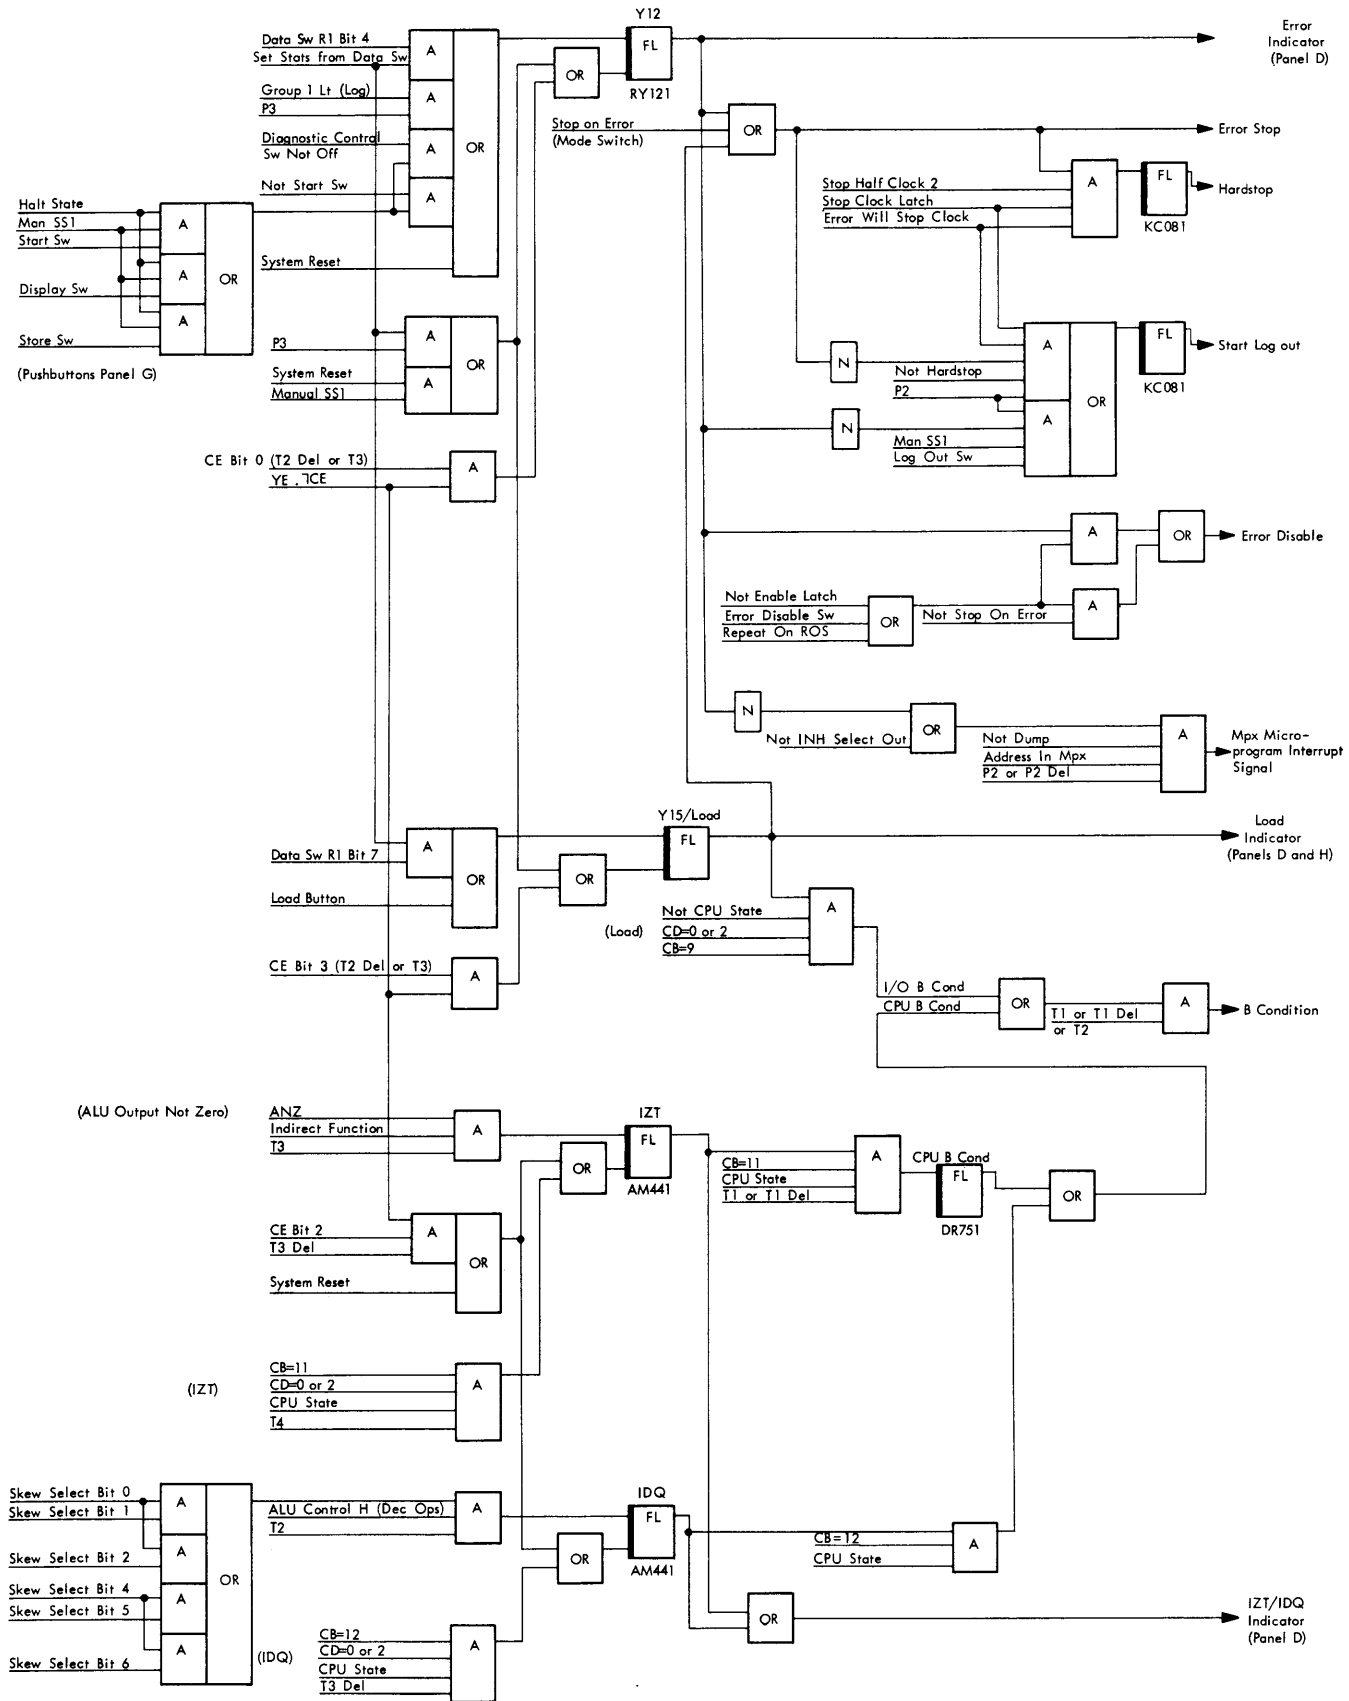 Y12
Data Sw R1 Bit 4
Set Stats from Data Sw
A
FL
OR
RY121
Error
Indicator
(Panel D)
Group 1 Lt (Log)
P3
A
Diagnostic Control
Sw Not Off
A
OR
Not Start Sw
A
System Reset
Stop on Error
(Mode Switch)
OR
Error Stop
Halt State
Man SS1
Start Sw
A
Display Sw
A
OR
Store Sw
A
(Pushbuttons Panel G)
Stop Half Clock 2
Stop Clock Latch
Error Will Stop Clock
A
FL
KC081
Hardstop
P3
A
System Reset
Manual SS1
A
OR
N
Not Hardstop
P2
A
FL
KC081
Start Log out
N
Man SS1
Log Out Sw
A
OR
CE Bit 0 (T2 Del or T3)
YE . ⅂CE
A
A
OR
Error Disable
Not Enable Latch
Error Disable Sw
Repeat On ROS
OR
Not Stop On Error
A
N
Not INH Select Out
OR
Not Dump
Address In Mpx
P2 or P2 Del
A
Mpx Micro-
program Interrupt
Signal
Y15/Load
FL
Load
Indicator
(Panels D and H)
Data Sw R1 Bit 7
A
Load Button
OR
OR
(Load)
Not CPU State
CD=0 or 2
CB=9
A
CE Bit 3 (T2 Del or T3)
A
I/O B Cond
CPU B Cond
OR
T1 or T1 Del
or T2
A
B Condition
(ALU Output Not Zero)
ANZ
Indirect Function
T3
A
IZT
FL
AM441
OR
CB=11
CPU State
T1 or T1 Del
A
CPU B Cond
FL
DR751
OR
CE Bit 2
T3 Del
A
System Reset
OR
(IZT)
CB=11
CD=0 or 2
CPU State
T4
A
Skew Select Bit 0
Skew Select Bit 1
A
Skew Select Bit 2
A
Skew Select Bit 4
Skew Select Bit 5
A
Skew Select Bit 6
A
OR
ALU Control H (Dec Ops)
T2
A
IDQ
FL
AM441
OR
CB=12
CPU State
A
(IDQ)
CB=12
CD=0 or 2
CPU State
T3 Del
A
OR
IZT/IDQ
Indicator
(Panel D)